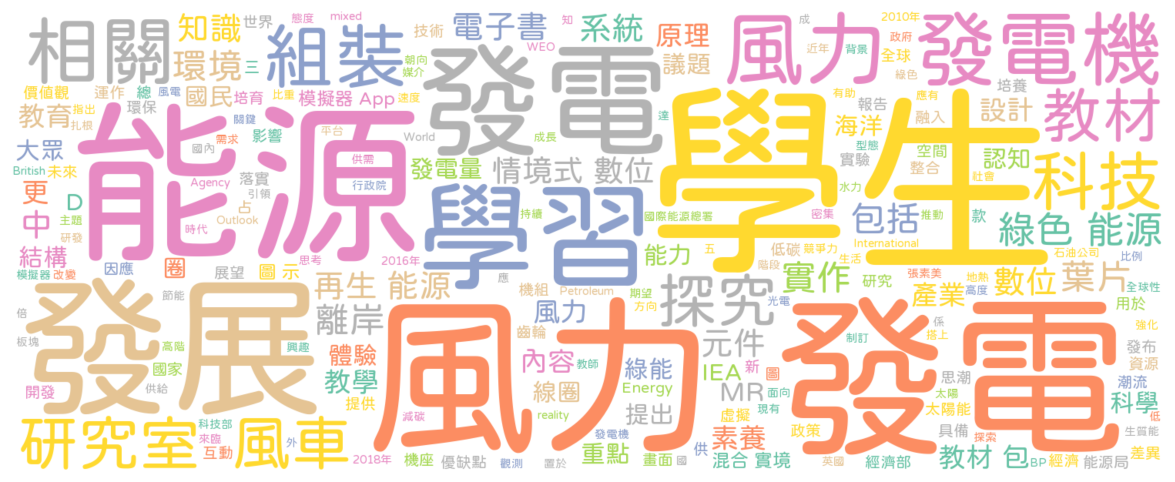 相關
知識
世界
態度
mixed
技術
電子書
WEO
知
系統
原理
議題
風力 發電機
成
近年
背景
2010年
政府
全球
綠色
環境
三
組裝
朝向
媒介
發電
價值觀
運作
總
風電
國民
培育
比重
模擬器 App
速度
教育
指出
扎根
環保
關鍵
影響
能源
需求
平台
國內
World
成長
達
學生
有助
報告
應有
培養
設計
融入
海洋
教材
型態
空間
認知
實驗
整合
社會
科技
大眾
British
未來
更
D
主題
中
研發
結構
模擬器
改變
Agency
落實
引領
占
Outlook
時代
供需
行政院
發電量
情境式 數位
學習
持續
國際能源總署
密集
水力
包括
推動
款
綠色 能源
International
五
低碳
競爭力
生活
階段
能力
石油公司
比例
因應
圈
展望
圖 示
思考
2016年
應
機組
Petroleum
期望
方向
探究
光電
實作
研究
張素美
地熱
高度
數位
葉片
全球性
產業
用於
強化
發展
倍
板塊
節能
高階
興趣
再生 能源
離岸
風力 發電
風力
齒輪
元件
係
制訂
搭上
發布
資源
體驗
教學
國家
供給
提供
開發
內容
教師
綠能
Energy
IEA
新
圖
面向
MR
現有
虛擬
思潮
太陽
太陽能
潮流
科學
低
線圈
reality
提出
素養
政策
具備
探索
生質能
研究室
科技部
來臨
互動
風車
外
減碳
2018年
機座
優缺點
觀測
置於
發電機
重點
畫面
國
供
混合 實境
英國
經濟部
教材 包
BP
經濟
能源局
差異